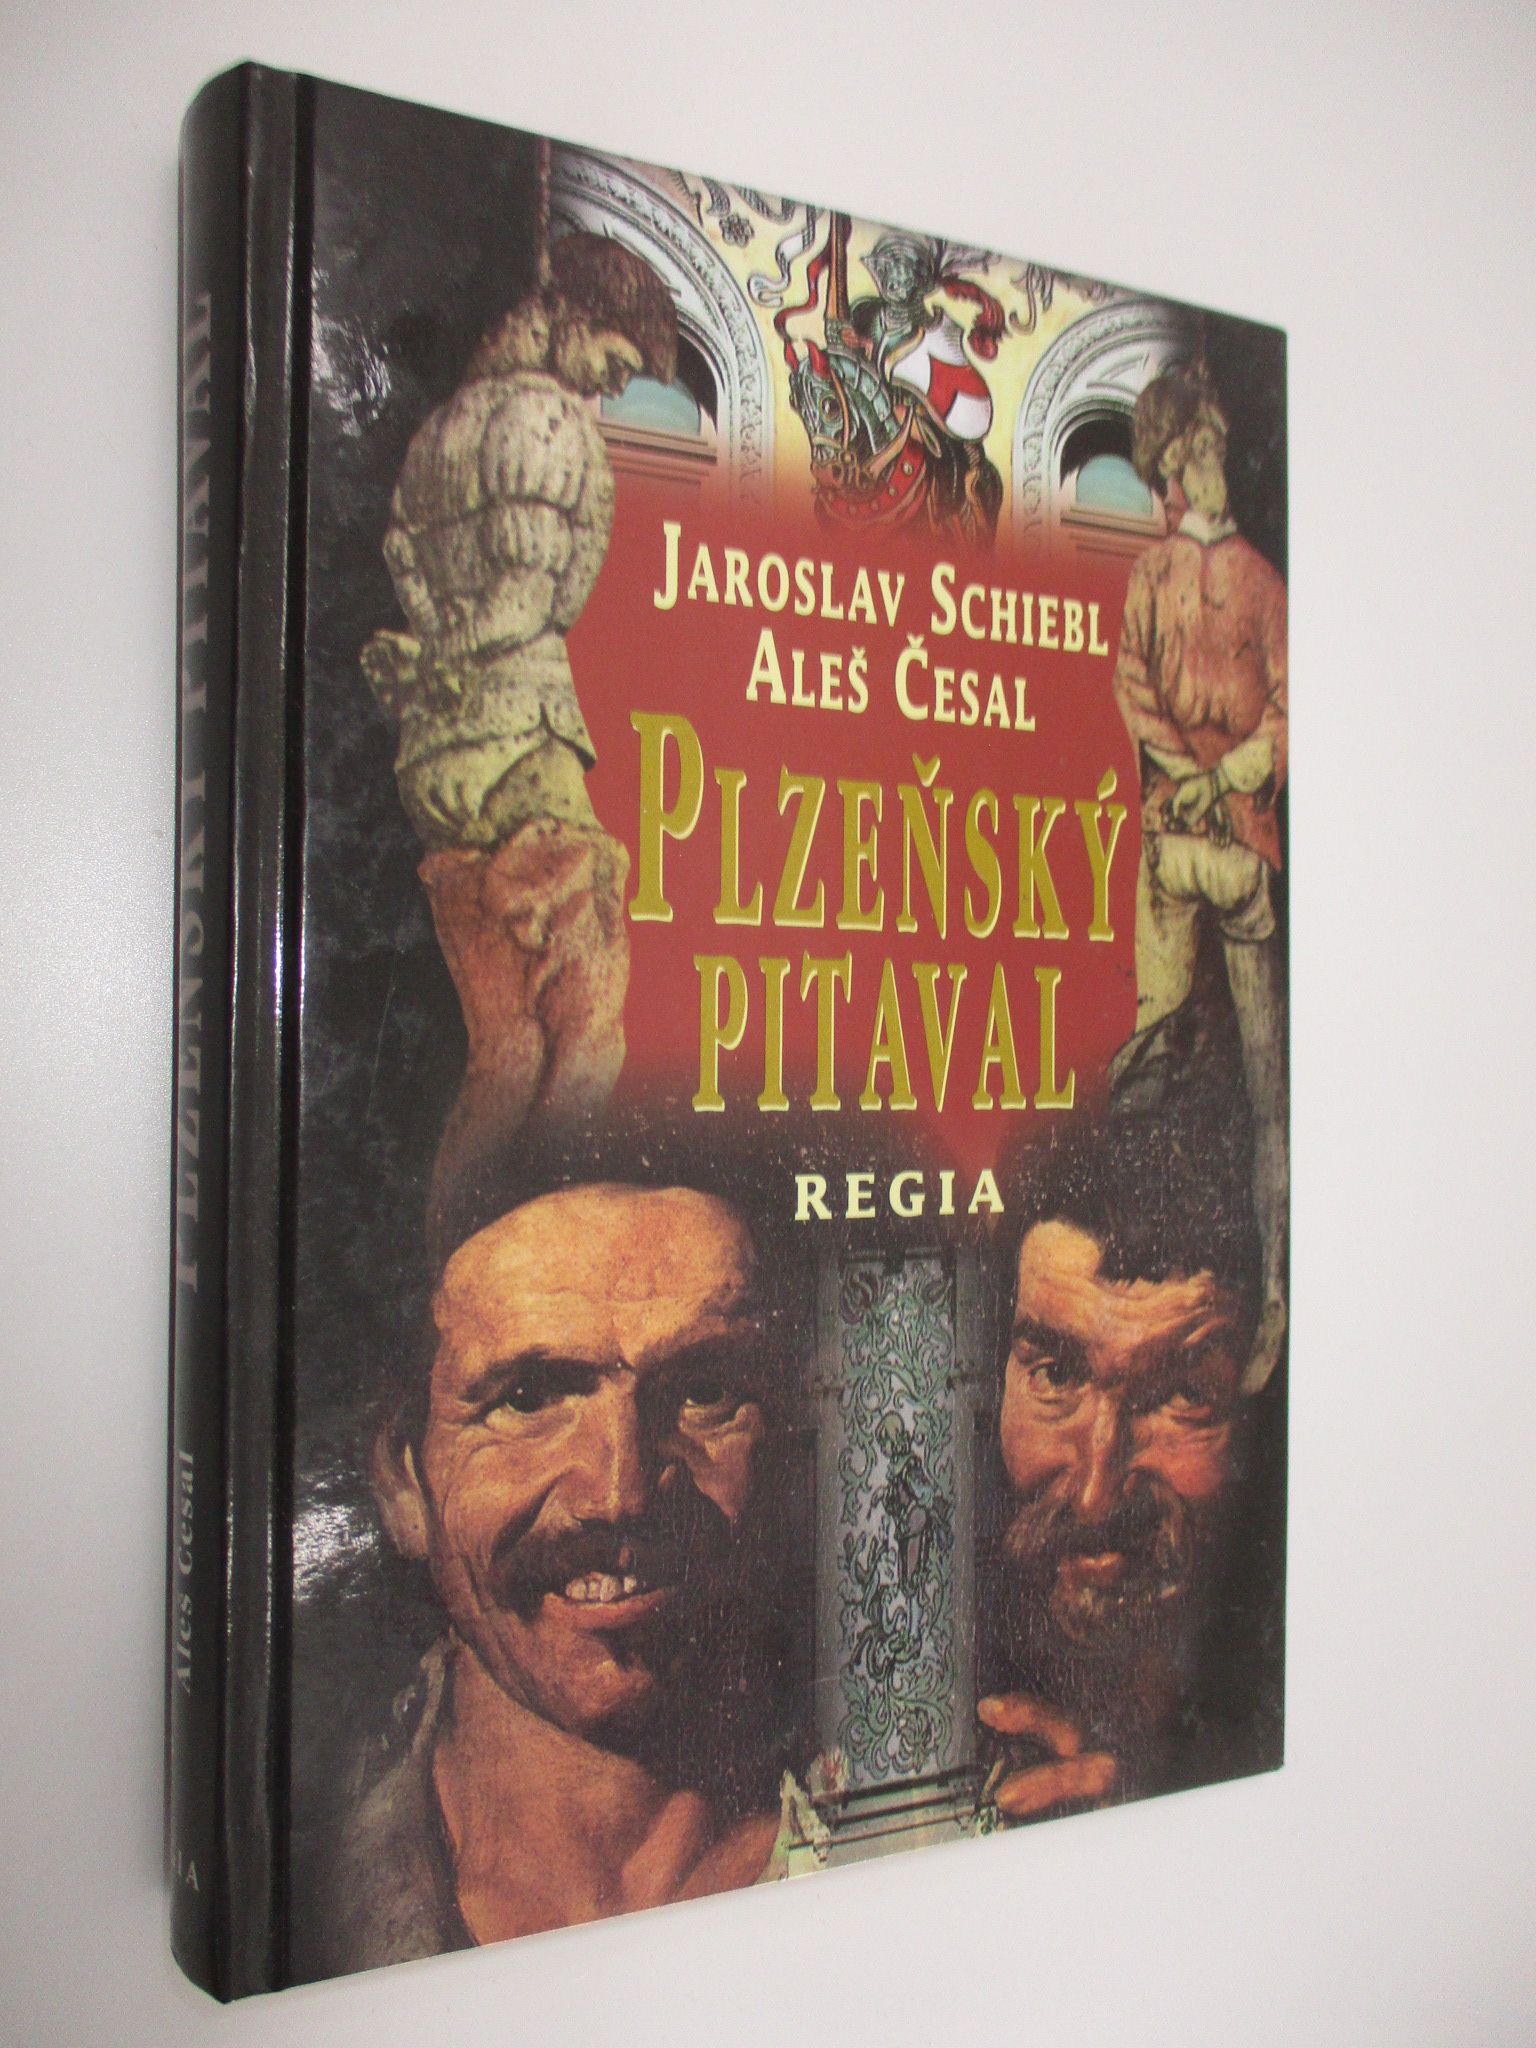 JAROSLAV SCHIEBL
ALEŠ ČESAL
PLZEŇSKÝ
PITAVAL
REGIA
PLZEŇSKÝ PITAVAL
Aleš Česal